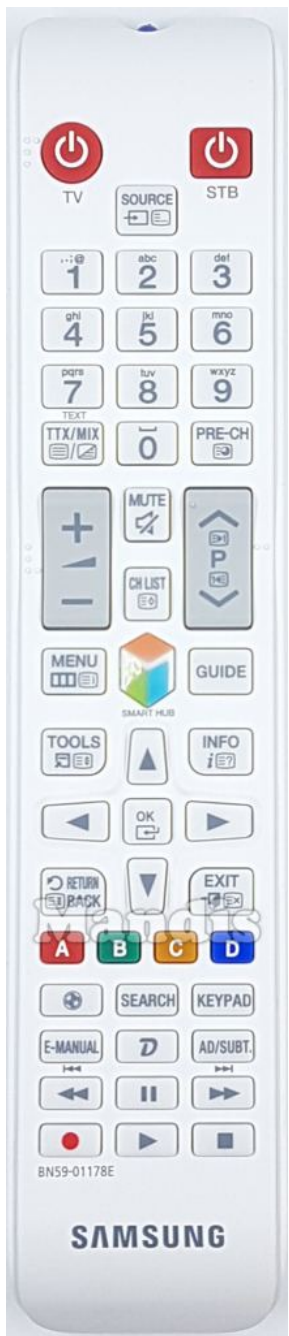 TV STB
SOURCE
.,;@ abc def
1 2 3
ghi jkl mno
4 5 6
pqrs tuv wxyz
7 8 9
TEXT
TTX/MIX 0 PRE-CH
MUTE
+
P
CH LIST
−
MENU GUIDE
SMART HUB
TOOLS INFO
OK
RETURN EXIT
BACK
Mandis
A B C D
SEARCH KEYPAD
E-MANUAL D AD/SUBT.
BN59-01178E
SAMSUNG